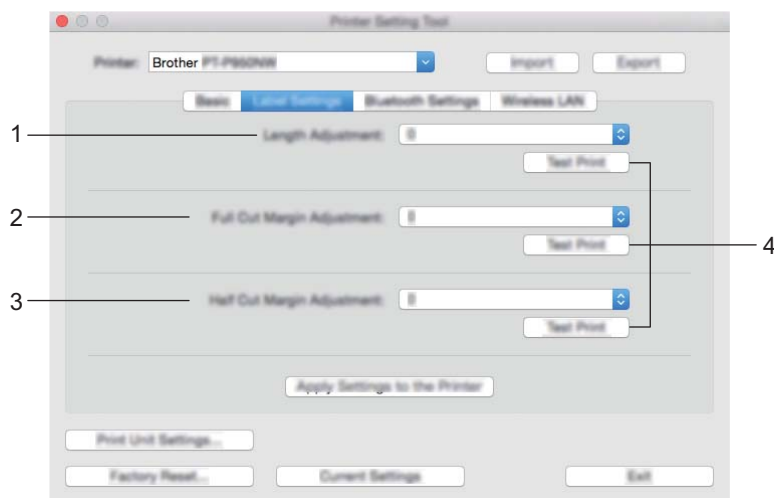 Printer Setting Tool
Printer: Brother PT-P950NW
Import
Export
Basic
Label Settings
Bluetooth Settings
Wireless LAN
1
Length Adjustment:
0
Test Print
2
Full Cut Margin Adjustment:
0
Test Print
4
3
Half Cut Margin Adjustment:
0
Test Print
Apply Settings to the Printer
Print Unit Settings...
Factory Reset...
Current Settings
Exit